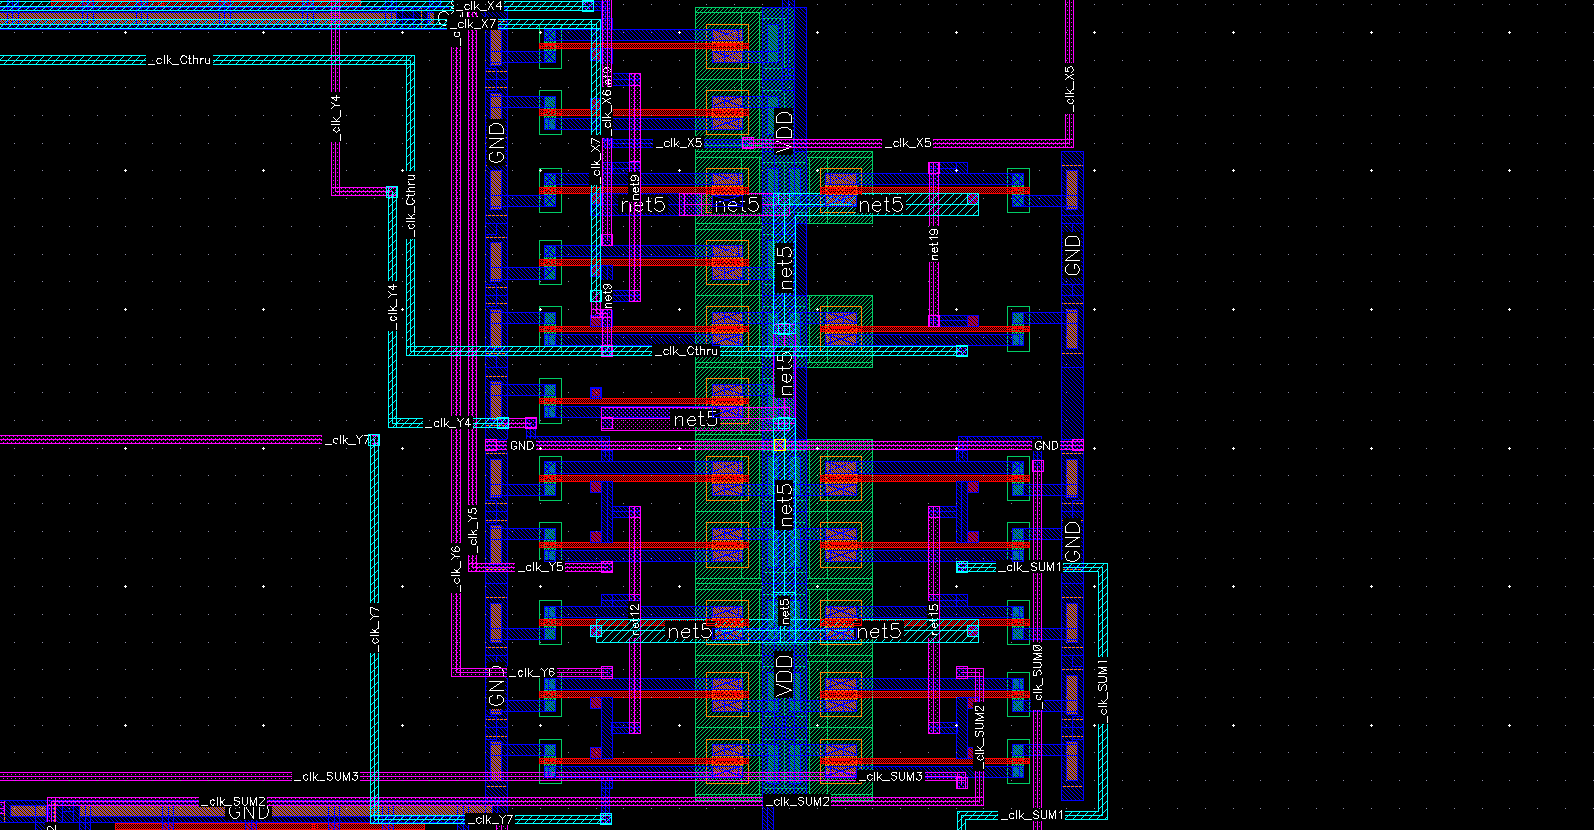 _clk_X4
_clk_X7
_clk_Cthru
_clk_Y4
_clk_X5
net9
_clk_X6
GND
VDD
_clk_X5
_clk_X5
_clk_X7
_clk_Cthru
net9
net5
net5
net5
net19
GND
net5
_clk_Y4
net9
_clk_Cthru
net5
_clk_Y4
net5
_clk_Y7
GND
GND
net5
_clk_Y5
GND
_clk_Y6
_clk_Y5
_clk_SUM1
_clk_Y7
net12
net5
net15
net5
net5
_clk_Y6
GND
VDD
_clk_SUM0
_clk_SUM1
_clk_SUM2
_clk_SUM3
_clk_SUM3
_clk_SUM2
_clk_SUM2
GND
_clk_Y7
_clk_SUM1